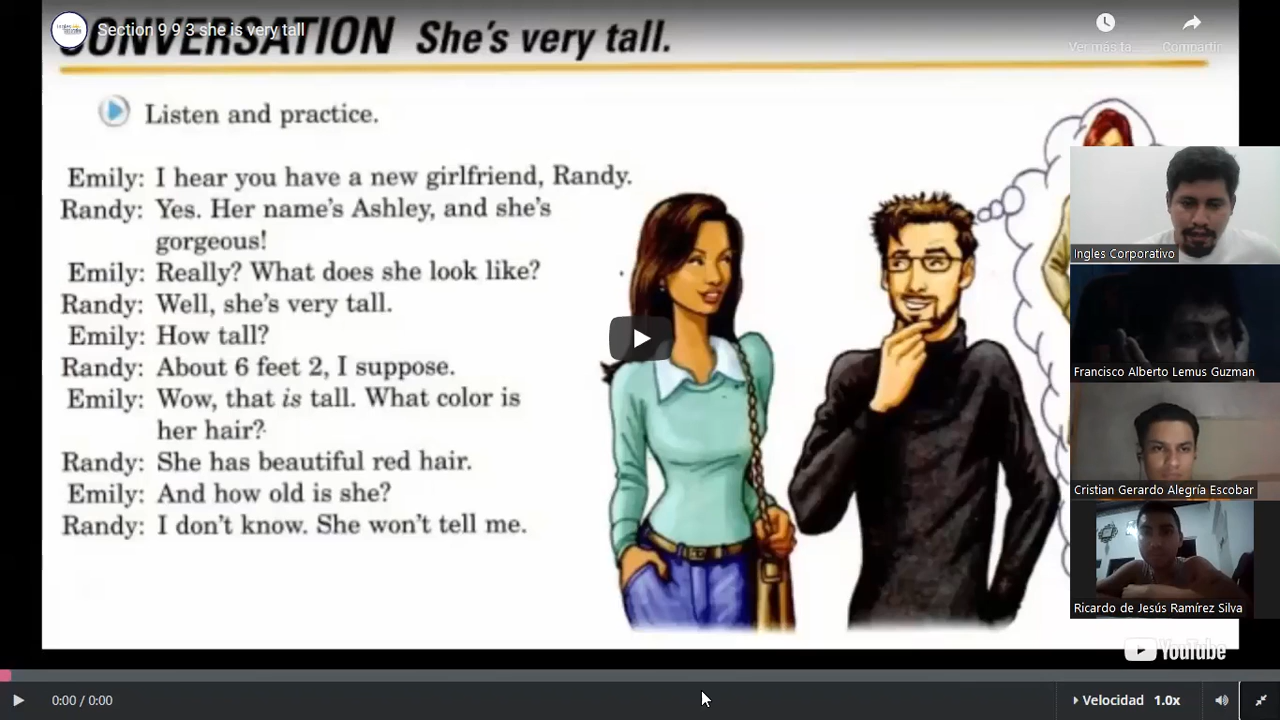 CONVERSATION She's very tall.
Section 9 9 3 she is very tall
Ver más ta...
Compartir
Listen and practice.
Emily: I hear you have a new girlfriend, Randy.
Randy: Yes. Her name's Ashley, and she's
gorgeous!
Emily: Really? What does she look like?
Randy: Well, she's very tall.
Emily: How tall?
Randy: About 6 feet 2, I suppose.
Emily: Wow, that is tall. What color is
her hair?
Randy: She has beautiful red hair.
Emily: And how old is she?
Randy: I don't know. She won't tell me.
Ingles Corporativo
Francisco Alberto Lemus Guzman
Cristian Gerardo Alegría Escobar
Ricardo de Jesús Ramírez Silva
YouTube
0:00 / 0:00
Velocidad 1.0x